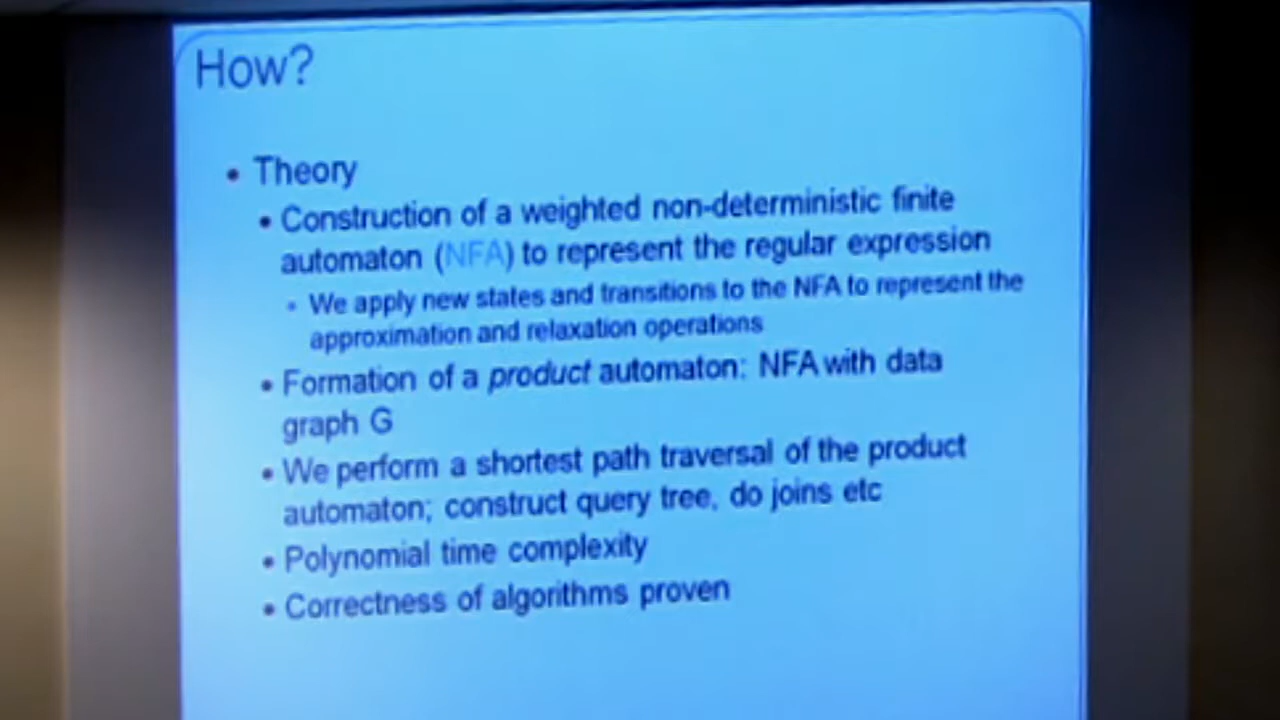 How?
• Theory
• Construction of a weighted non-deterministic finite
automaton (NFA) to represent the regular expression
• We apply new states and transitions to the NFA to represent the
approximation and relaxation operations
• Formation of a product automaton: NFA with data
graph G
• We perform a shortest path traversal of the product
automaton; construct query tree, do joins etc
• Polynomial time complexity
• Correctness of algorithms proven